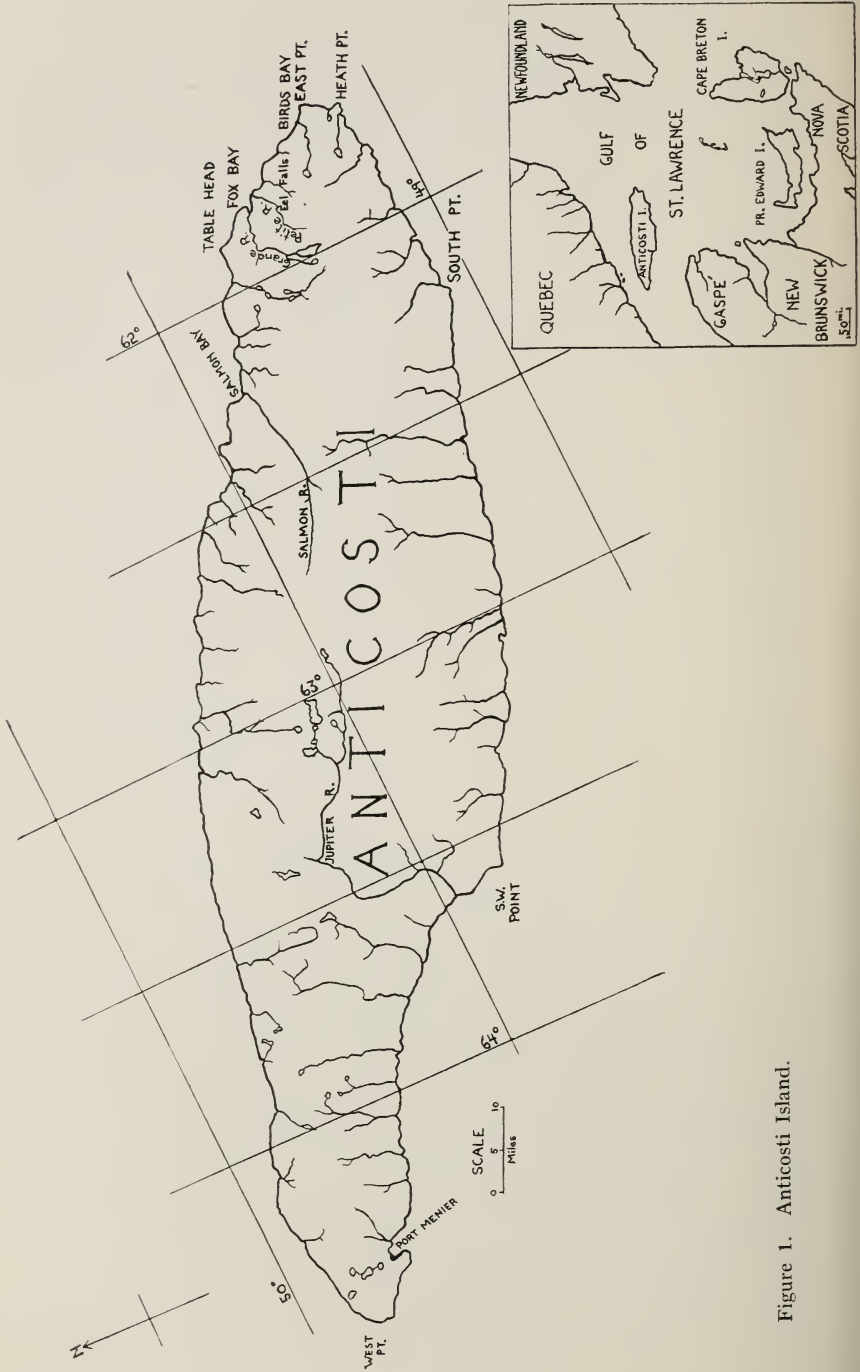 N
WEST
PT.
PORT MENIER
50°
SCALE
0 5 10
Miles
64°
S.W.
POINT
JUPITER R.
63°
ANTICOSTI
SALMON R.
SALMON BAY
62°
TABLE HEAD
FOX BAY
BIRDS BAY
EAST PT.
HEATH PT.
Grande R.
Petite R.
Eel Falls
49°
SOUTH PT.
QUEBEC
NEWFOUNDLAND
GULF
OF
ST. LAWRENCE
ANTICOSTI I.
GASPÉ
NEW
BRUNSWICK
PR. EDWARD I.
CAPE BRETON
I.
NOVA
SCOTIA
50 mi.
Figure 1. Anticosti Island.